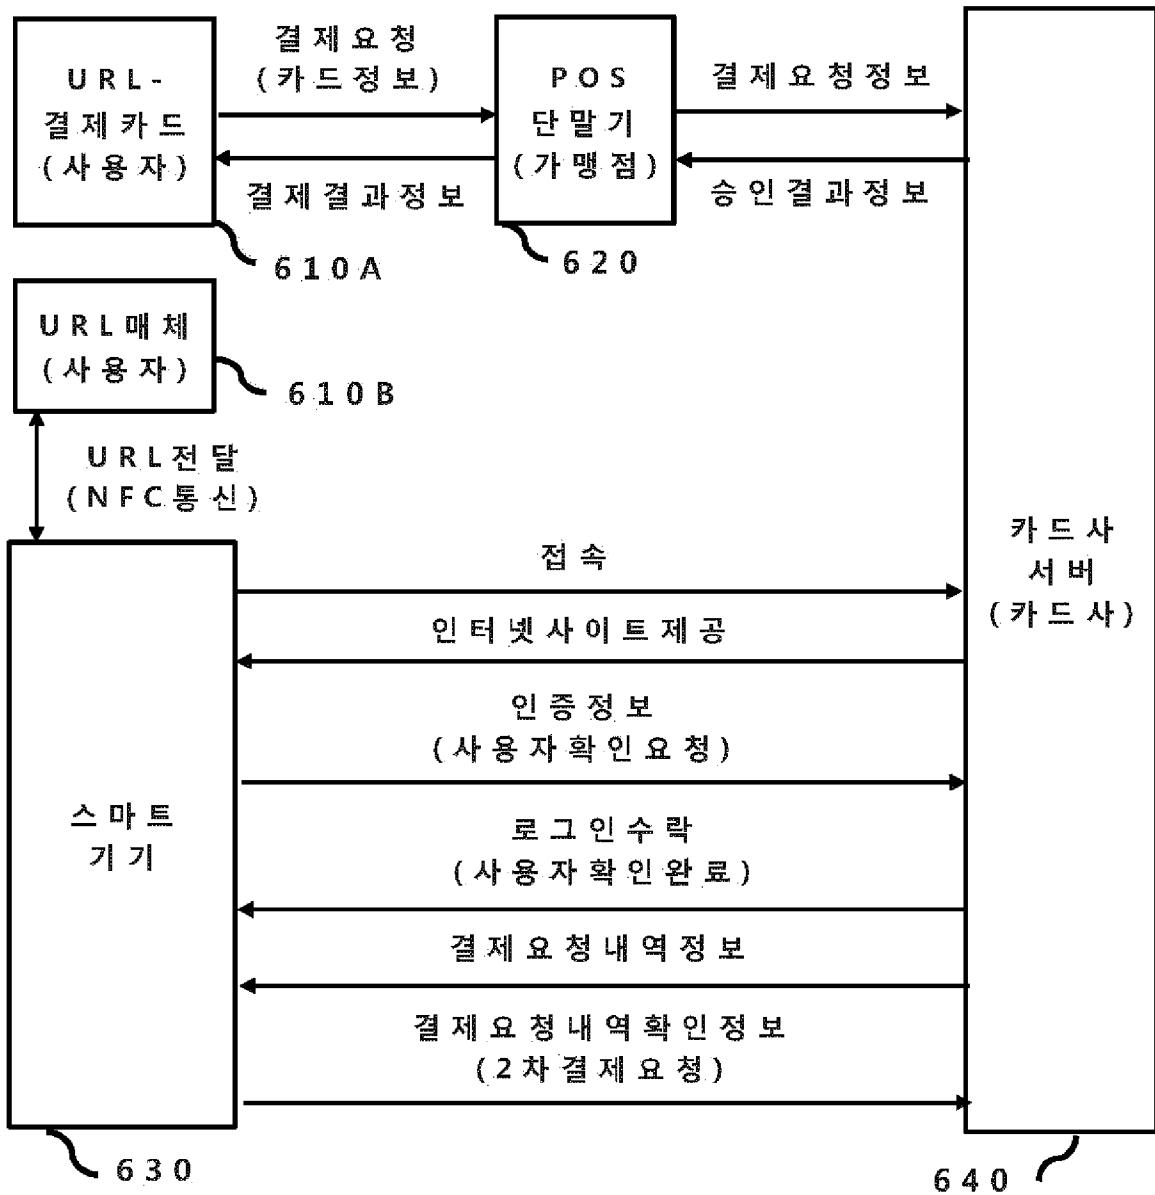 URL-
결제카드
(사용자)
결제요청
(카드정보)
결제결과정보
POS
단말기
(가맹점)
결제요청정보
승인결과정보
610A
620
URL매체
(사용자)
610B
URL전달
(NFC통신)
카드사
서버
(카드사)
접속
인터넷사이트제공
인증정보
(사용자확인요청)
스마트
기기
로그인수락
(사용자확인완료)
결제요청내역정보
결제요청내역확인정보
(2차결제요청)
630
640